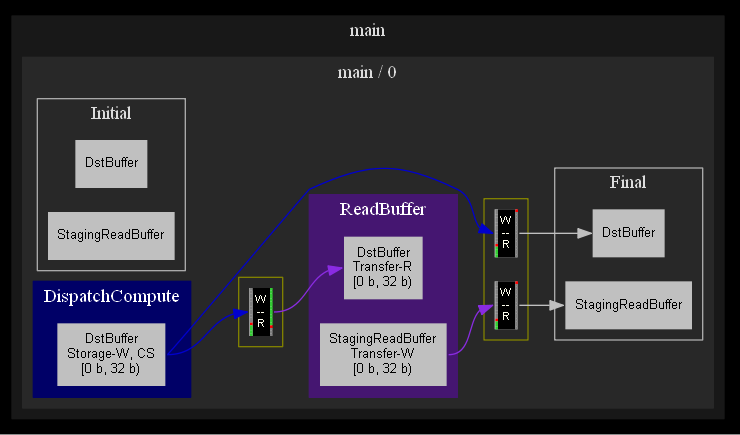 main
main / 0
Initial
DstBuffer
StagingReadBuffer
DispatchCompute
DstBuffer
Storage-W, CS
[0 b, 32 b)
W
--
R
ReadBuffer
DstBuffer
Transfer-R
[0 b, 32 b)
StagingReadBuffer
Transfer-W
[0 b, 32 b)
W
--
R
W
--
R
Final
DstBuffer
StagingReadBuffer